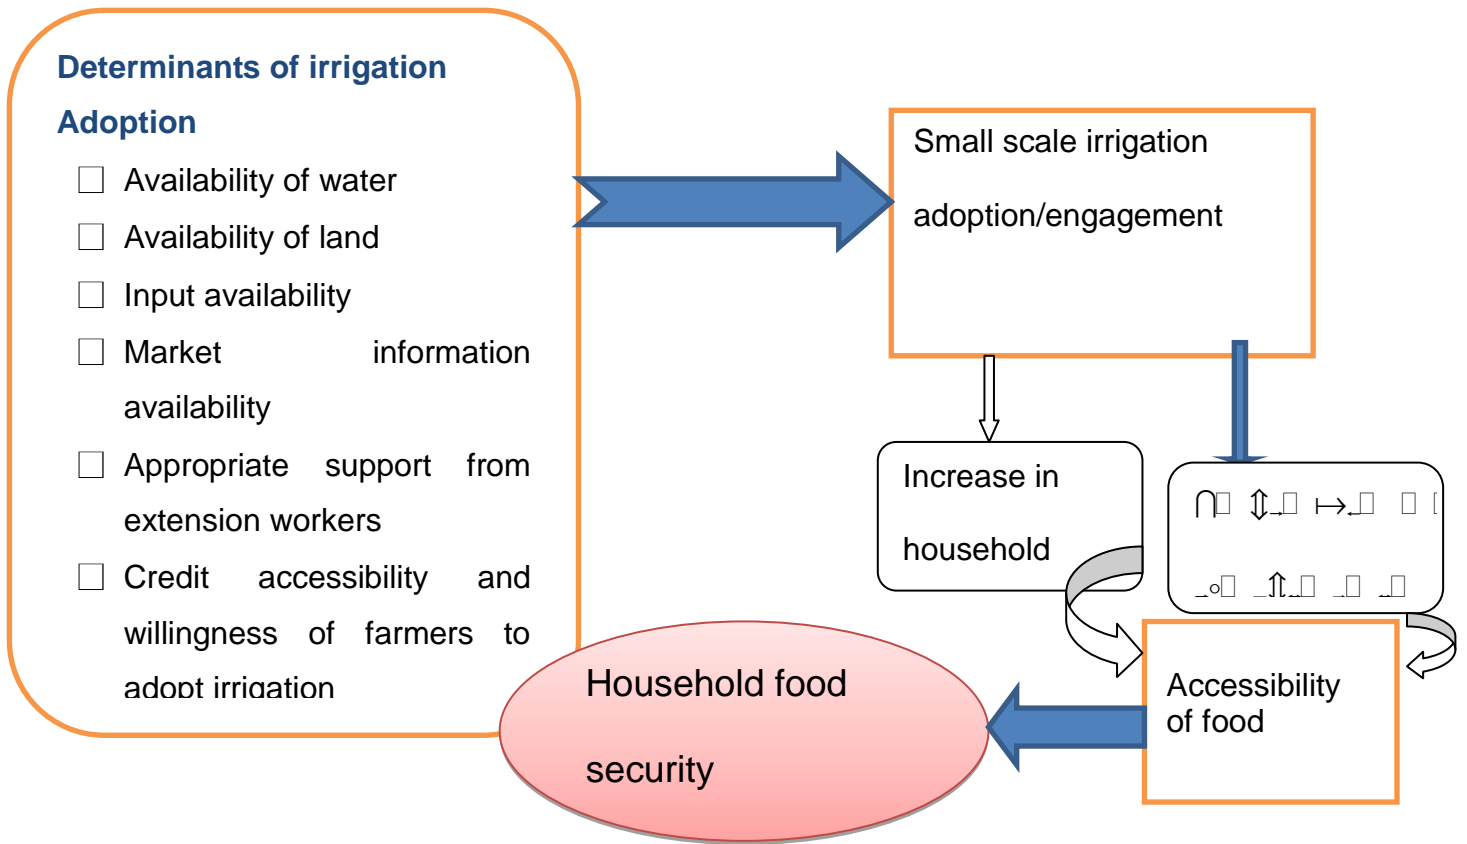 Determinants of irrigation
Adoption
Availability of water
Availability of land
Input availability
Market information
availability
Appropriate support from
extension workers
Credit accessibility and
willingness of farmers to
adopt irrigation
Small scale irrigation
adoption/engagement
Increase in
household
Accessibility
of food
Household food
security